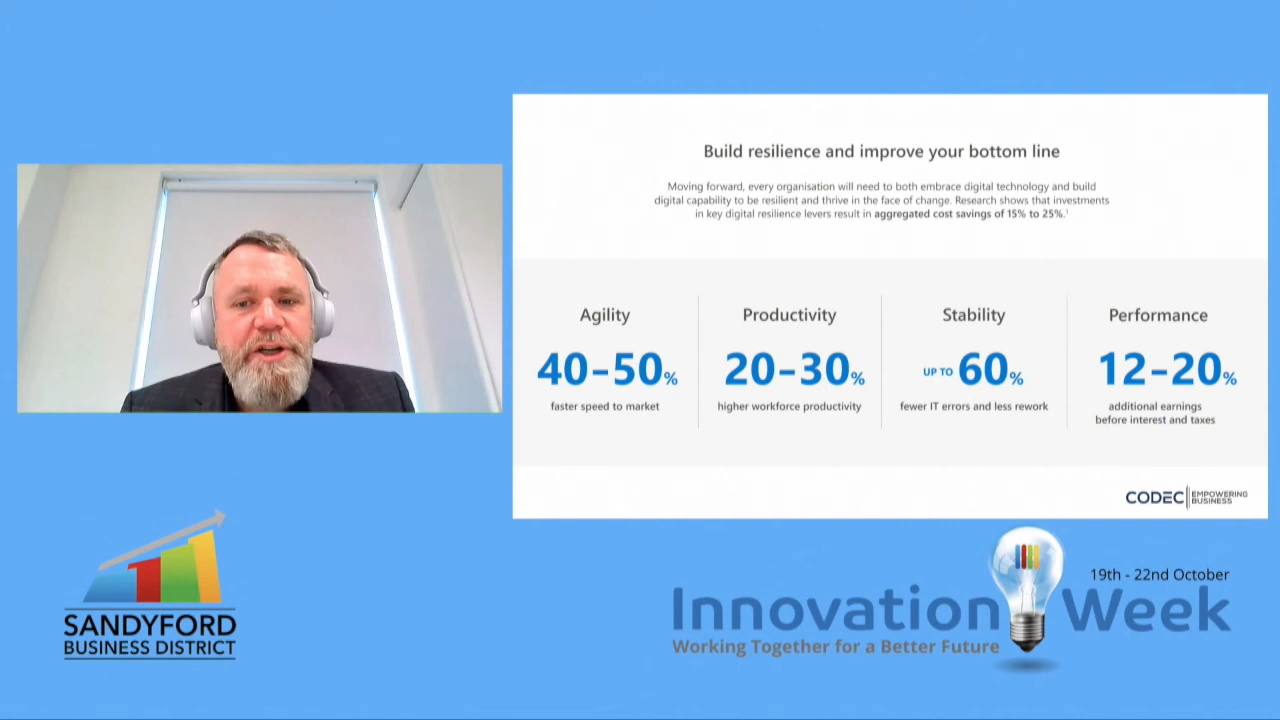 Build resilience and improve your bottom line
Moving forward, every organisation will need to both embrace digital technology and build
digital capability to be resilient and thrive in the face of change. Research shows that investments
in key digital resilience levers result in aggregated cost savings of 15% to 25%.¹
Agility
40–50%
faster speed to market
Productivity
20–30%
higher workforce productivity
Stability
UP TO 60%
fewer IT errors and less rework
Performance
12–20%
additional earnings
before interest and taxes
CODEC
EMPOWERING
BUSINESS
SANDYFORD
BUSINESS DISTRICT
19th - 22nd October
Innovation Week
Working Together for a Better Future